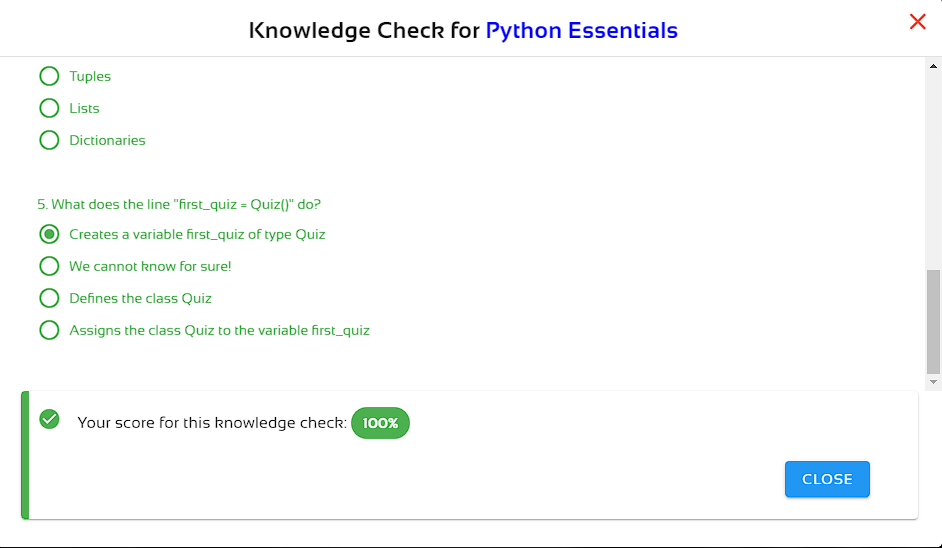 Knowledge Check for Python Essentials
Tuples
Lists
Dictionaries
5. What does the line "first_quiz = Quiz()" do?
Creates a variable first_quiz of type Quiz
We cannot know for sure!
Defines the class Quiz
Assigns the class Quiz to the variable first_quiz
Your score for this knowledge check: 100%
CLOSE